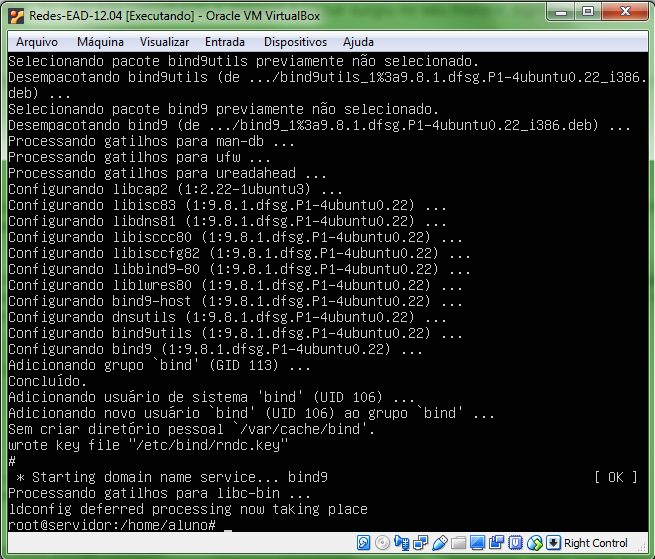 Redes-EAD-12.04 [Executando] - Oracle VM VirtualBox
Arquivo Máquina Visualizar Entrada Dispositivos Ajuda
Selecionando pacote bind9utils previamente não selecionado.
Desempacotando bind9utils (de .../bind9utils_1%3a9.8.1.dfsg.P1-4ubuntu0.22_i386.
deb) ...
Selecionando pacote bind9 previamente não selecionado.
Desempacotando bind9 (de .../bind9_1%3a9.8.1.dfsg.P1-4ubuntu0.22_i386.deb) ...
Processando gatilhos para man-db ...
Processando gatilhos para ufw ...
Processando gatilhos para ureadahead ...
Configurando libcap2 (1:2.22-1ubuntu3) ...
Configurando libisc83 (1:9.8.1.dfsg.P1-4ubuntu0.22) ...
Configurando libdns81 (1:9.8.1.dfsg.P1-4ubuntu0.22) ...
Configurando libisccc80 (1:9.8.1.dfsg.P1-4ubuntu0.22) ...
Configurando libisccfg82 (1:9.8.1.dfsg.P1-4ubuntu0.22) ...
Configurando libbind9-80 (1:9.8.1.dfsg.P1-4ubuntu0.22) ...
Configurando liblwres80 (1:9.8.1.dfsg.P1-4ubuntu0.22) ...
Configurando bind9-host (1:9.8.1.dfsg.P1-4ubuntu0.22) ...
Configurando dnsutils (1:9.8.1.dfsg.P1-4ubuntu0.22) ...
Configurando bind9utils (1:9.8.1.dfsg.P1-4ubuntu0.22) ...
Configurando bind9 (1:9.8.1.dfsg.P1-4ubuntu0.22) ...
Adicionando grupo `bind' (GID 113) ...
Concluído.
Adicionando usuário de sistema 'bind' (UID 106) ...
Adicionando novo usuário `bind' (UID 106) ao grupo `bind' ...
Sem criar diretório pessoal `/var/cache/bind'.
wrote key file "/etc/bind/rndc.key"
#
 * Starting domain name service... bind9 [ OK ]
Processando gatilhos para libc-bin ...
ldconfig deferred processing now taking place
root@servidor:/home/aluno# _
Right Control